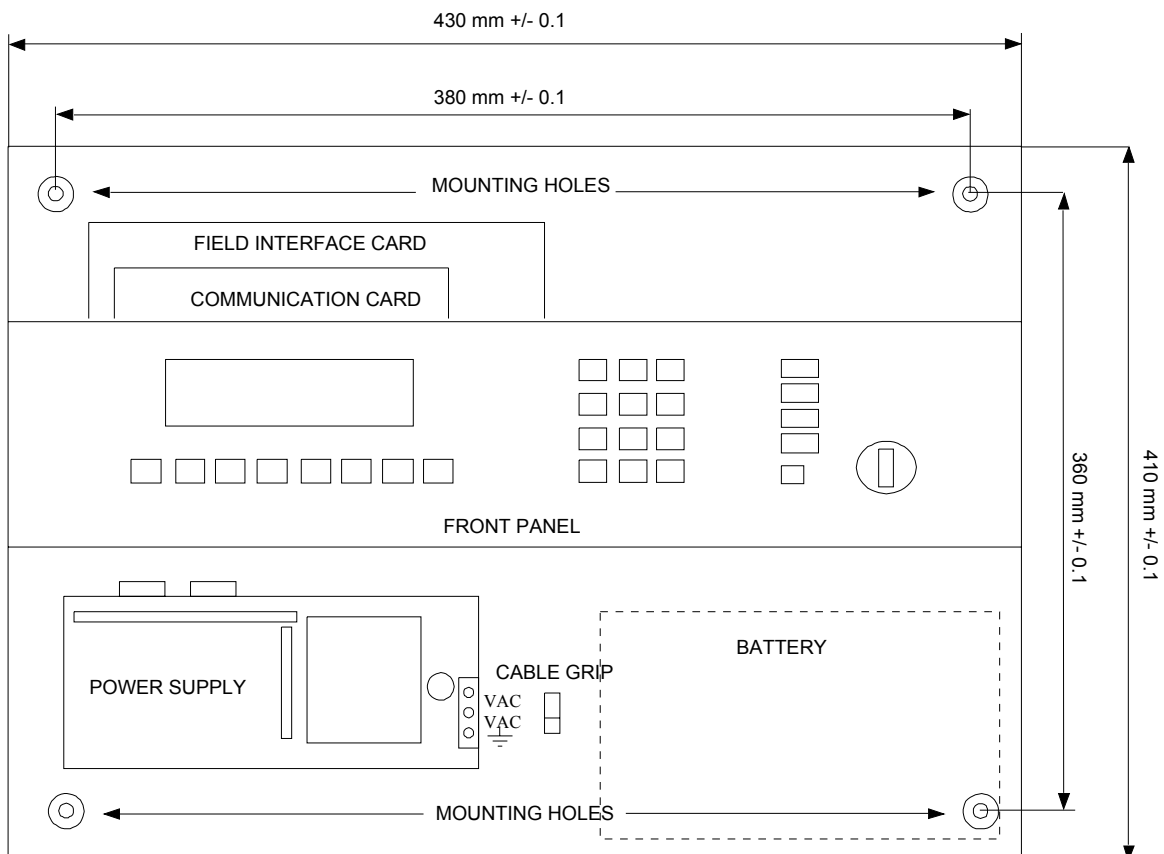 430 mm +/- 0.1
380 mm +/- 0.1
MOUNTING HOLES
FIELD INTERFACE CARD
COMMUNICATION CARD
FRONT PANEL
360 mm +/- 0.1
410 mm +/- 0.1
BATTERY
CABLE GRIP
POWER SUPPLY
VAC
VAC
MOUNTING HOLES